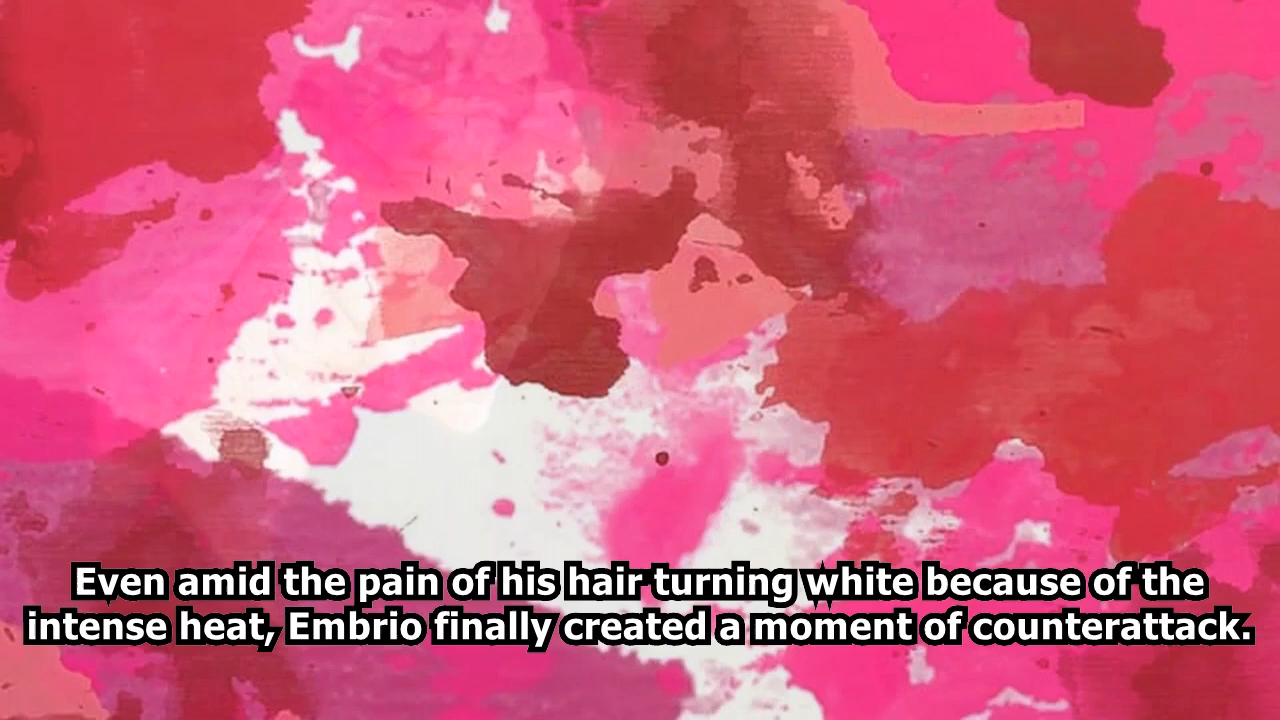 Even amid the pain of his hair turning white because of the
intense heat, Embrio finally created a moment of counterattack.